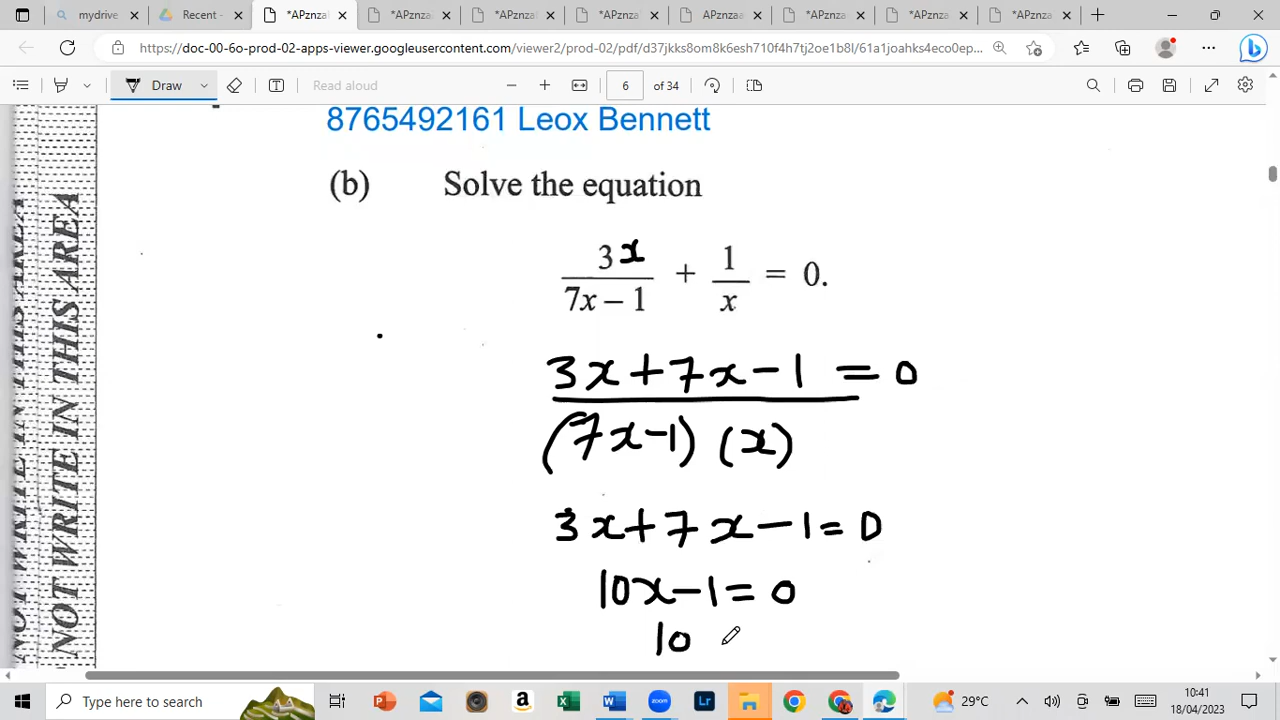 mydrive
Recent -
*APznza
*APznza
*APznza
*APznza
*APznza
*APznza
*APznza
https://doc-00-6o-prod-02-apps-viewer.googleusercontent.com/viewer2/prod-02/pdf/d37jkks8om8k6esh710f4h7tj2oe1b8l/61a1joahks4eco0ep...
Draw
Read aloud
6 of 34
8765492161 Leox Bennett
(b) Solve the equation
3x/(7x − 1) + 1/x = 0.
3x+7x−1 = 0
(7x−1) (x)
3x+7x−1=0
10x−1=0
10
NOT WRITE IN THIS AREA
Type here to search
zoom
Lr
29°C
10:41
18/04/2023